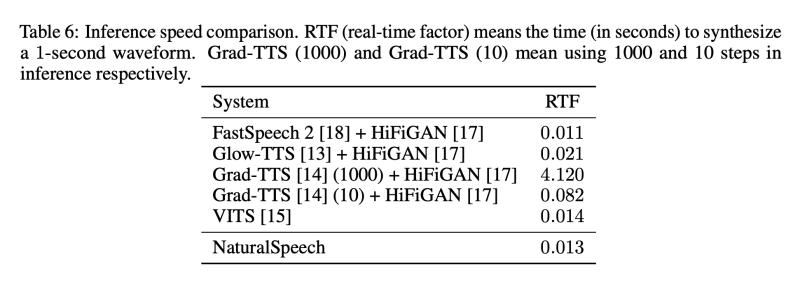 Table 6: Inference speed comparison. RTF (real-time factor) means the time (in seconds) to synthesize
a 1-second waveform. Grad-TTS (1000) and Grad-TTS (10) mean using 1000 and 10 steps in
inference respectively.
System RTF
FastSpeech 2 [18] + HiFiGAN [17] 0.011
Glow-TTS [13] + HiFiGAN [17] 0.021
Grad-TTS [14] (1000) + HiFiGAN [17] 4.120
Grad-TTS [14] (10) + HiFiGAN [17] 0.082
VITS [15] 0.014
NaturalSpeech 0.013